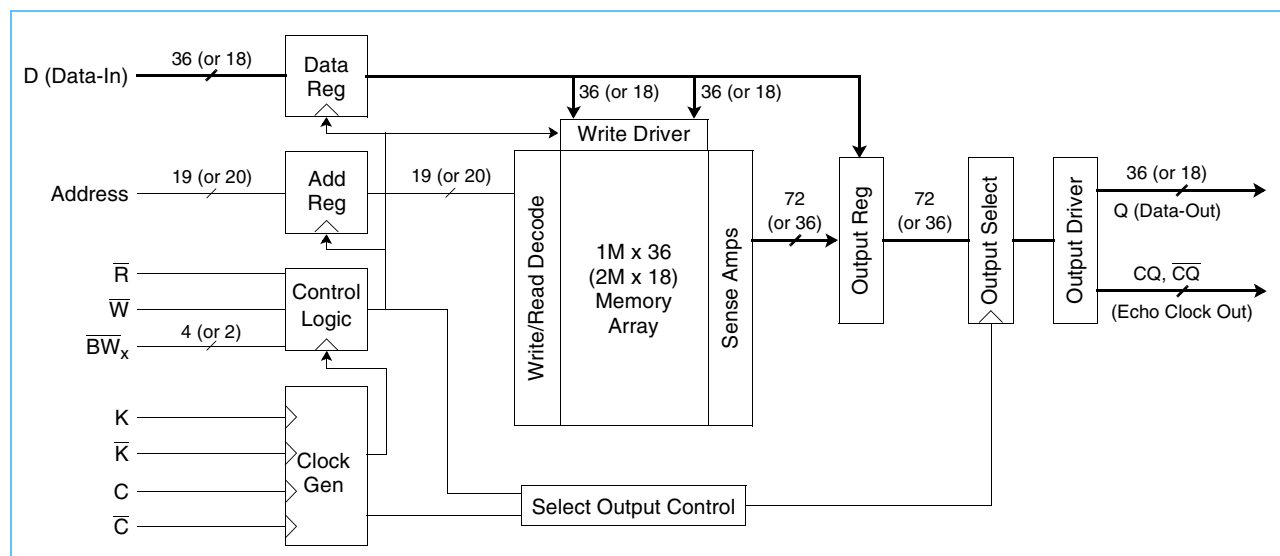 D (Data-In)
36 (or 18)
Data
Reg
36 (or 18)
36 (or 18)
Write Driver
Address
19 (or 20)
Add
Reg
19 (or 20)
Write/Read Decode
1M x 36
(2M x 18)
Memory
Array
Sense Amps
72
(or 36)
Output Reg
72
(or 36)
Output Select
Output Driver
36 (or 18)
Q (Data-Out)
CQ, C̅Q̅
(Echo Clock Out)
R̅
W̅
B̅W̅ₓ
4 (or 2)
Control
Logic
K
K̅
C
C̅
Clock
Gen
Select Output Control